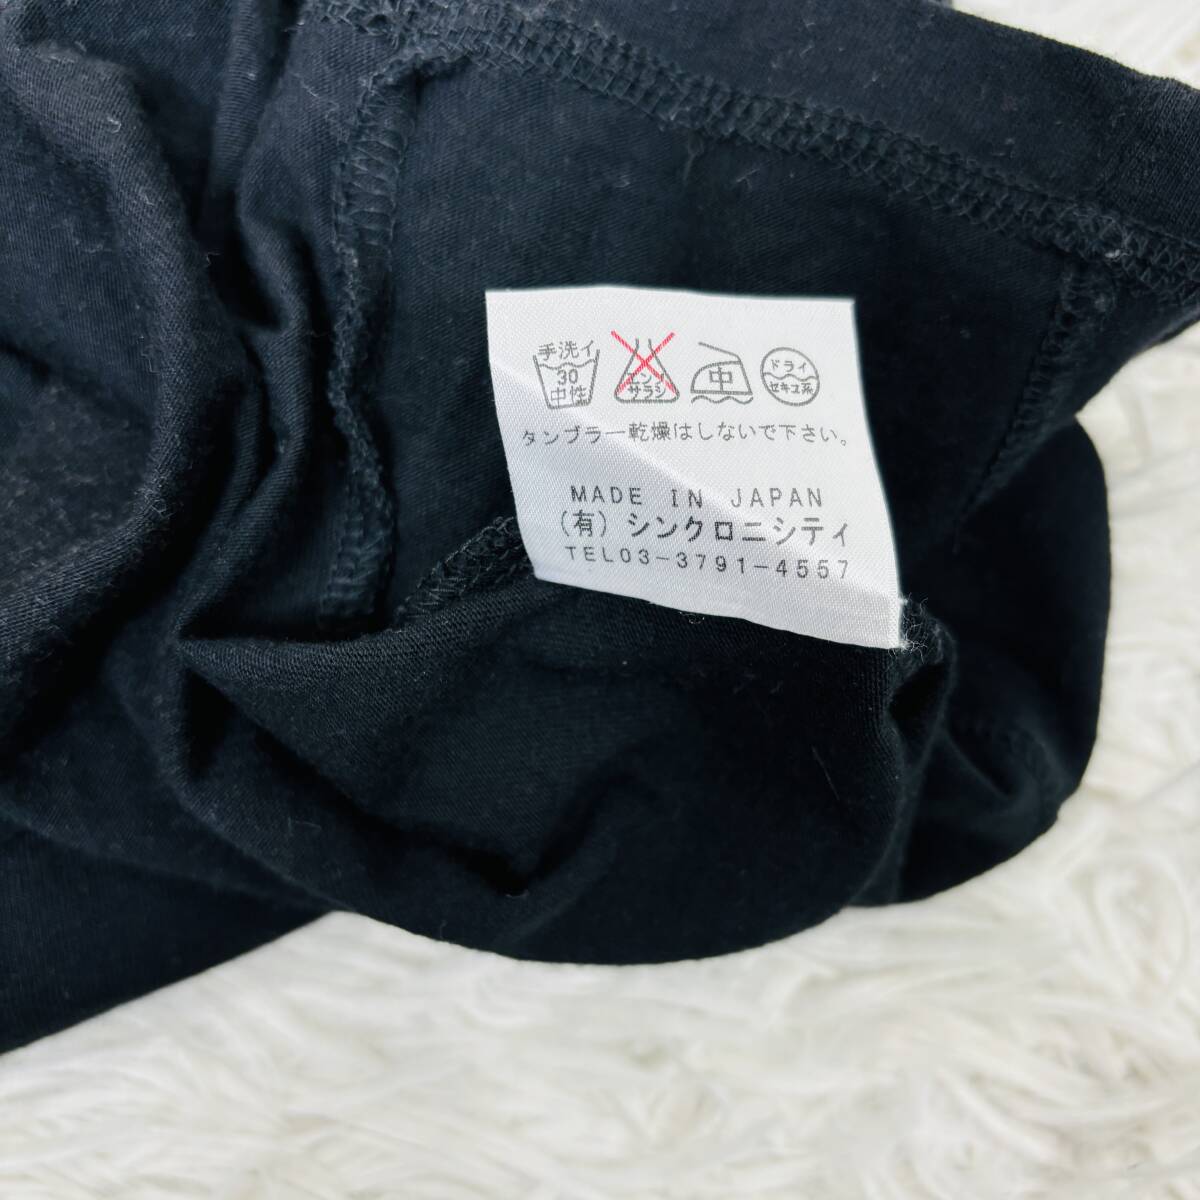 手洗イ
30
中性
エンソ
サラシ
中
ドライ
セキユ系
タンブラー乾燥はしないで下さい。
MADE IN JAPAN
(有) シンクロニシティ
TEL03-3791-4557